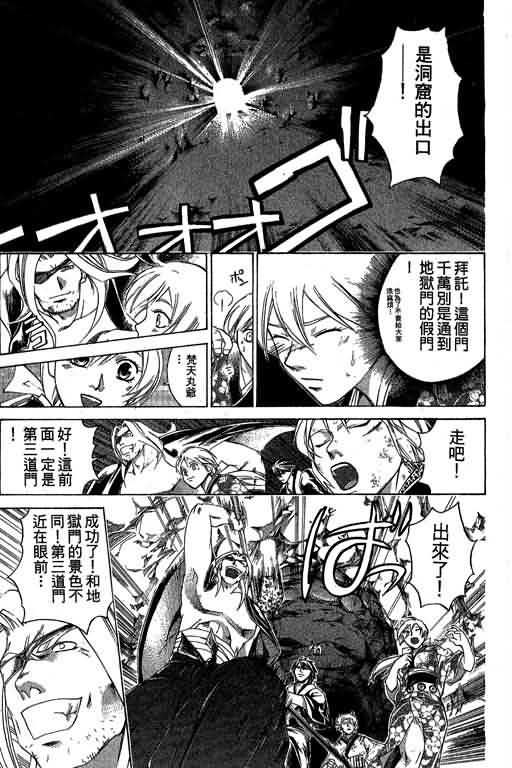 是洞窟的出口
——！
ゴオオオ
拜託！這個門
千萬別是通到
地獄門的假門
！
ポ
梵天丸爺
…
走吧！
好！這前
面一定是
第三道門
！
出來了！
ばっ
成功了！和地
獄門的景色不
同！第三道門
近在眼前…